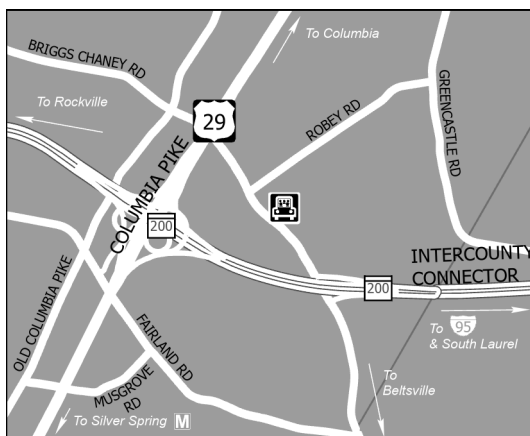 To Columbia
BRIGGS CHANEY RD
To Rockville
29
ROBEY RD
GREENCASTLE RD
COLUMBIA PIKE
200
INTERCOUNTY
CONNECTOR
200
OLD COLUMBIA PIKE
FAIRLAND RD
To 95
& South Laurel
MUSGROVE
RD
To
Beltsville
To Silver Spring M